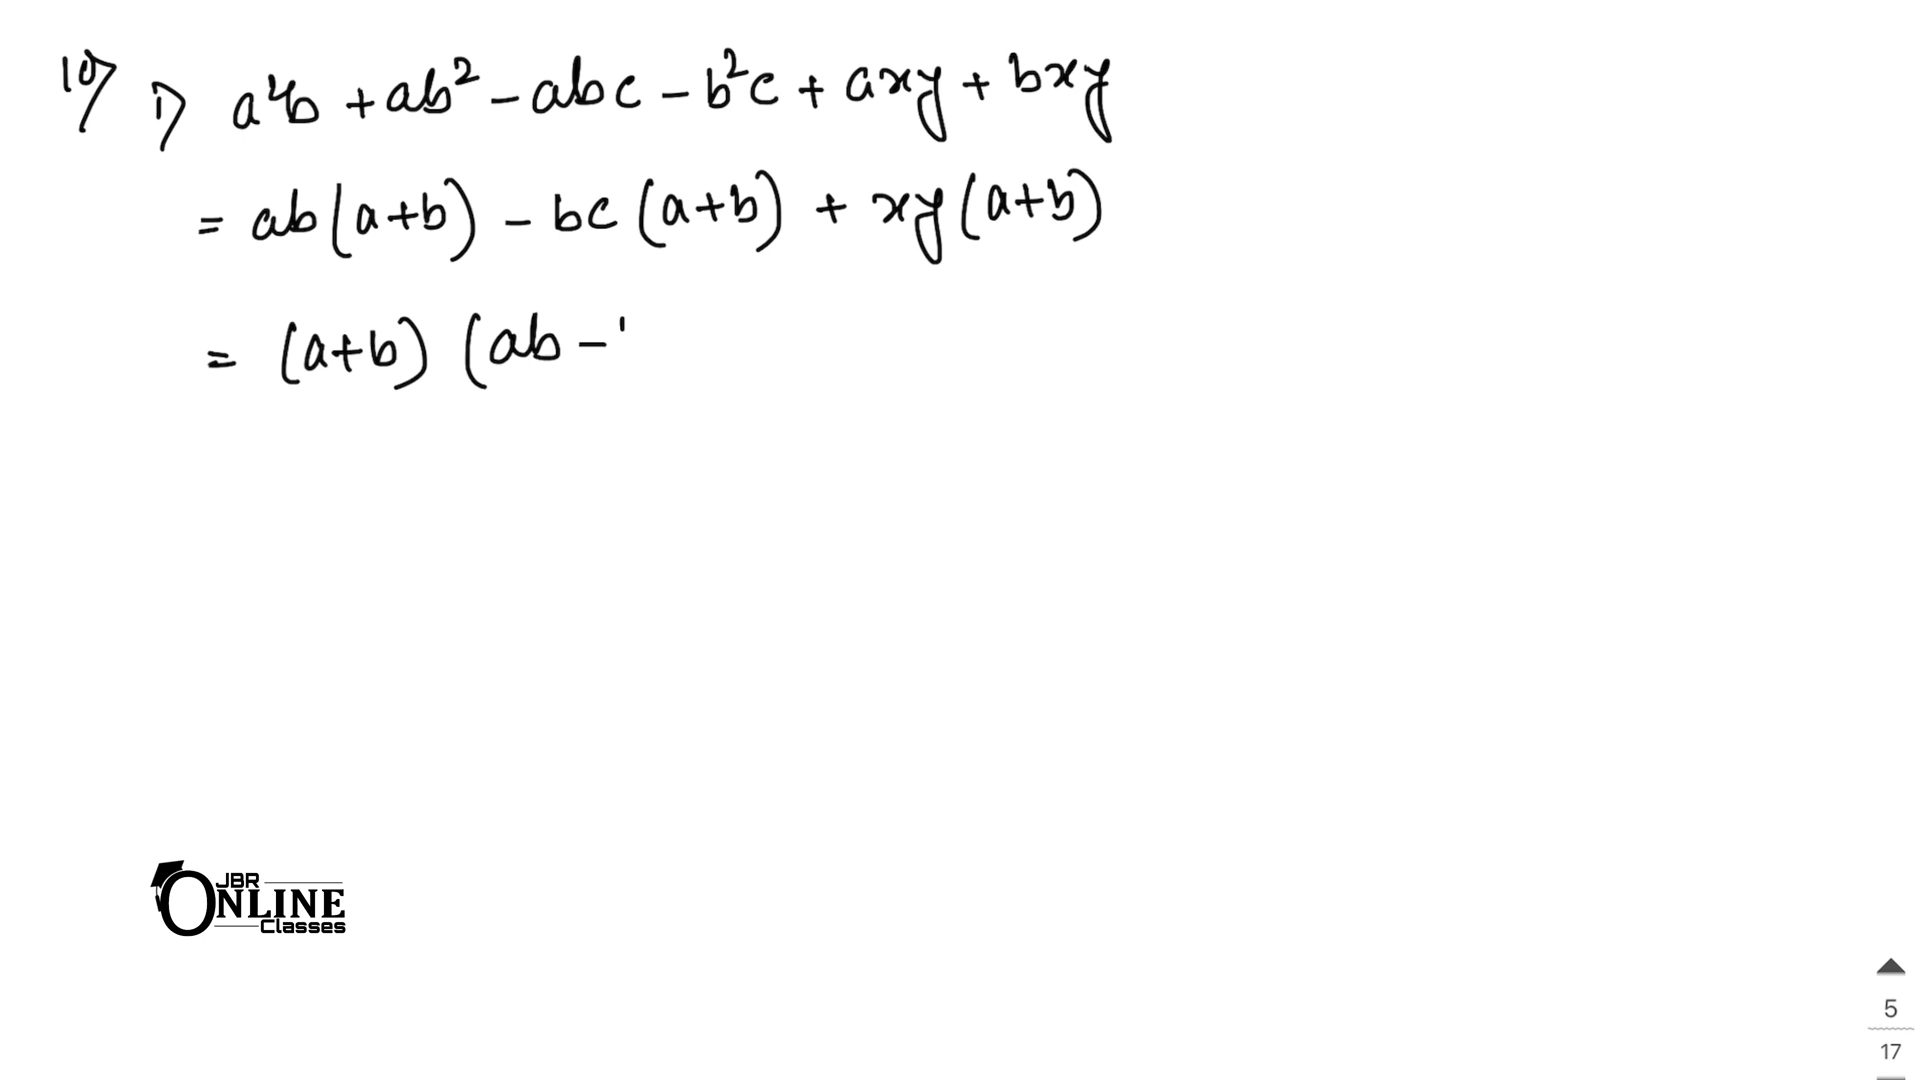 10) i) a²b + ab² - abc - b²c + axy + bxy
= ab(a+b) - bc(a+b) + xy(a+b)
= (a+b) (ab -
JBR
ONLINE
Classes
5
17